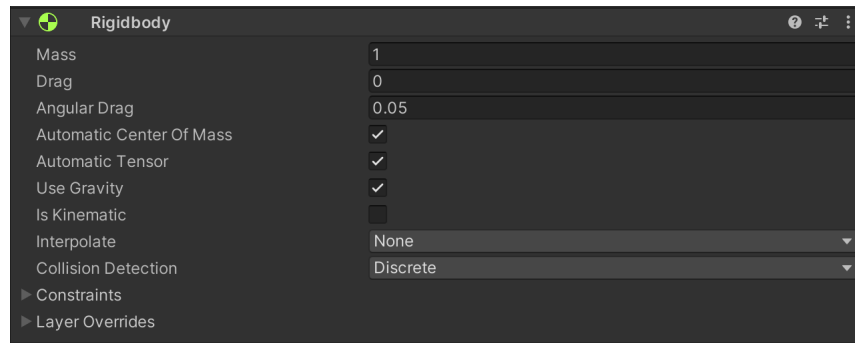 Rigidbody
Mass 1
Drag 0
Angular Drag 0.05
Automatic Center Of Mass
Automatic Tensor
Use Gravity
Is Kinematic
Interpolate None
Collision Detection Discrete
Constraints
Layer Overrides